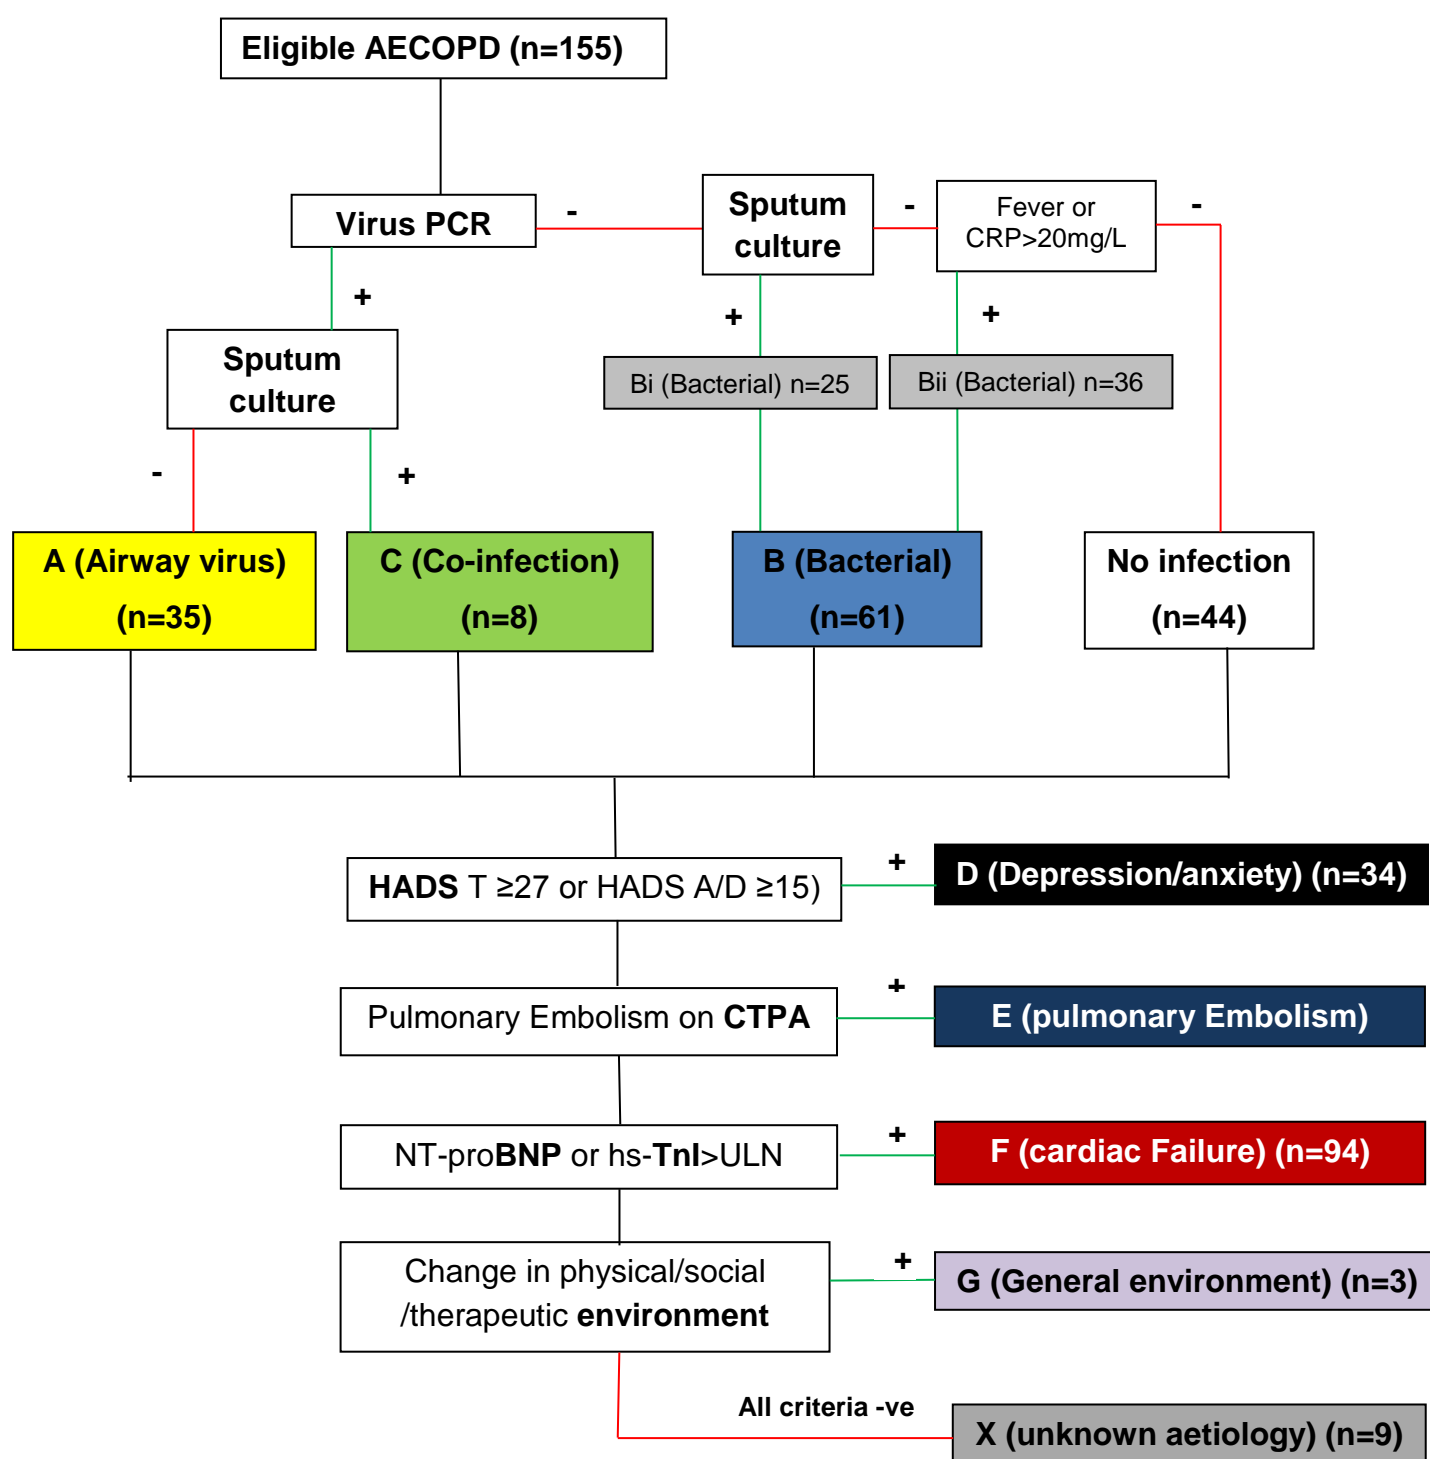 Eligible AECOPD (n=155)
Virus PCR
-
Sputum
culture
-
Fever or
CRP>20mg/L
-
+
+
+
Sputum
culture
Bi (Bacterial) n=25
Bii (Bacterial) n=36
-
+
A (Airway virus)
(n=35)
C (Co-infection)
(n=8)
B (Bacterial)
(n=61)
No infection
(n=44)
HADS T ≥27 or HADS A/D ≥15)
+
D (Depression/anxiety) (n=34)
Pulmonary Embolism on CTPA
+
E (pulmonary Embolism)
NT-proBNP or hs-TnI>ULN
+
F (cardiac Failure) (n=94)
Change in physical/social
/therapeutic environment
+
G (General environment) (n=3)
All criteria -ve
X (unknown aetiology) (n=9)